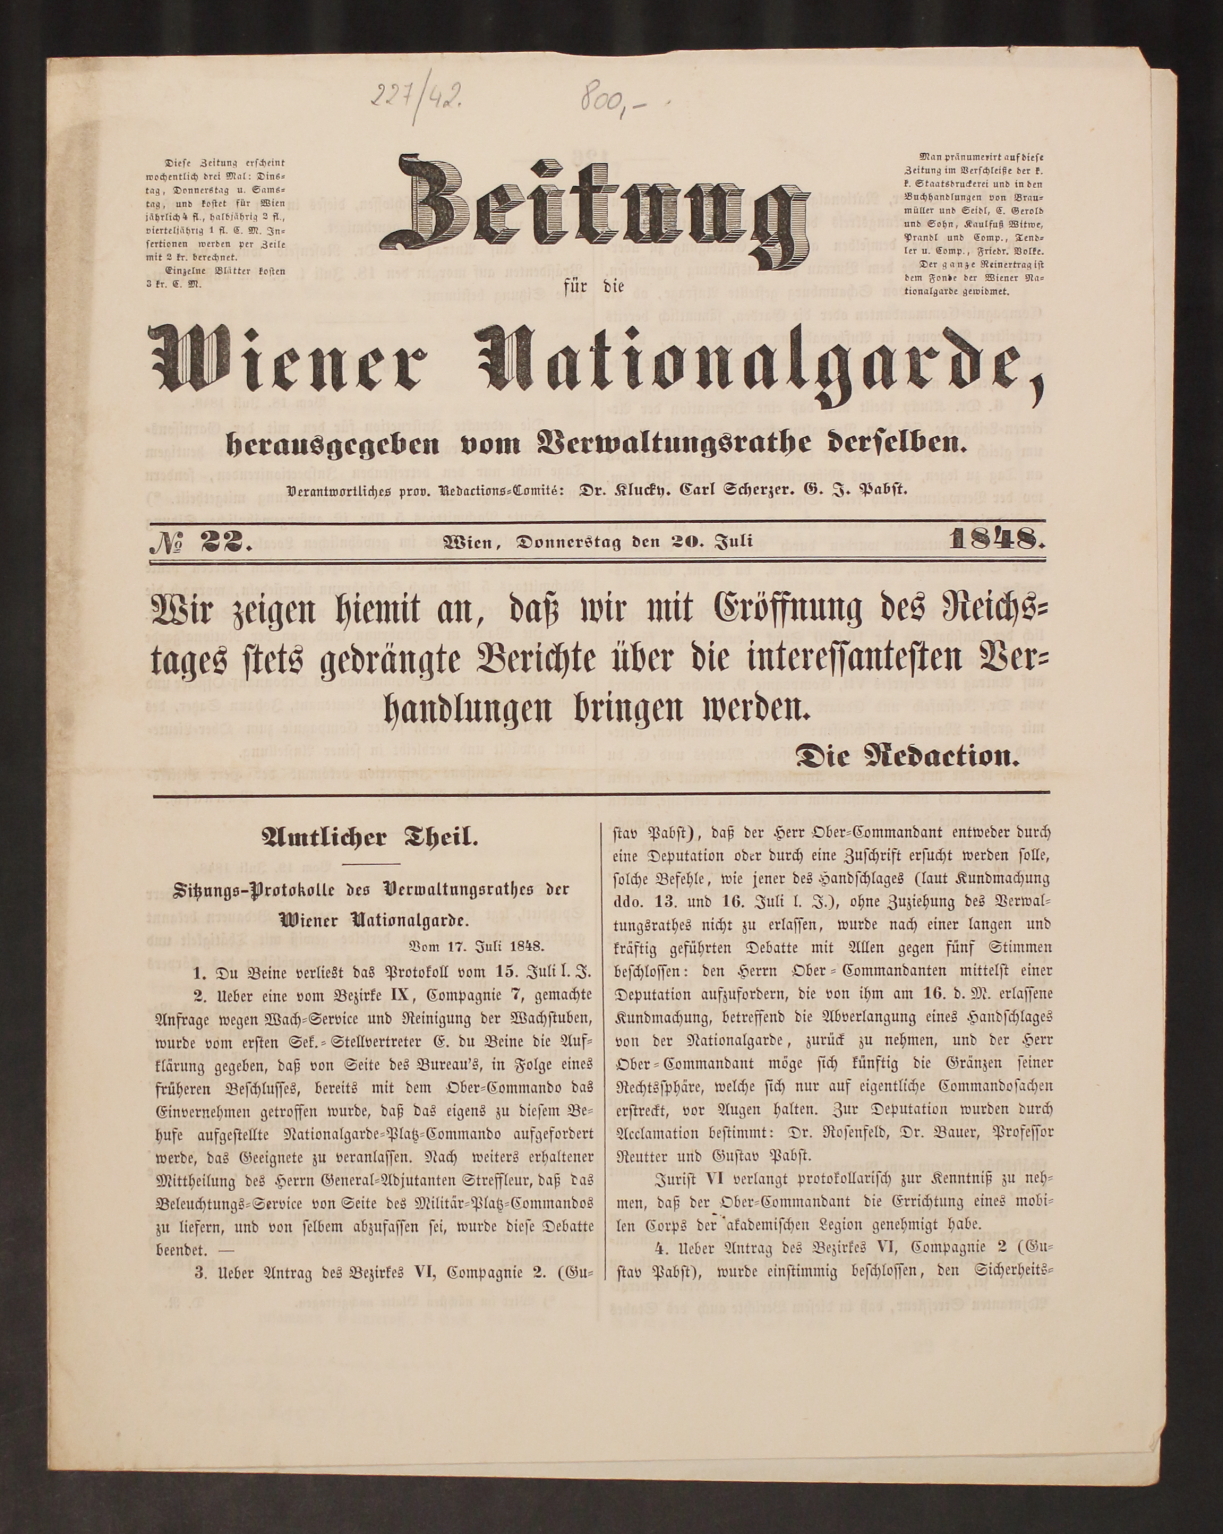 227/42.
800,-
Diese Zeitung erscheint
wochentlich drei Mal: Dins-
tag, Donnerstag u. Sams-
tag, und kostet für Wien
jährlich 4 fl., halbjährig 2 fl.,
vierteljährig 1 fl. C. M. In-
sertionen werden per Zeile
mit 2 kr. berechnet.
Einzelne Blätter kosten
3 kr. C. M.
Zeitung
Man pränumerirt auf diese
Zeitung im Verschleiße der k.
k. Staatsdruckerei und in den
Buchhandlungen von Brau-
müller und Seidl, C. Gerold
und Sohn, Kaulfuß Witwe,
Prandl und Comp., Tend-
ler u. Comp., Friedr. Volke.
Der ganze Reinertrag ist
dem Fonde der Wiener Na-
tionalgarde gewidmet.
für die
Wiener Nationalgarde,
herausgegeben vom Verwaltungsrathe derselben.
Verantwortliches prov. Redactions-Comité: Dr. Klucky. Carl Scherzer. G. J. Pabst.
№ 22.
Wien, Donnerstag den 20. Juli
1848.
Wir zeigen hiemit an, daß wir mit Eröffnung des Reichs-
tages stets gedrängte Berichte über die interessantesten Ver-
handlungen bringen werden.
Die Redaction.
Amtlicher Theil.
Sitzungs-Protokolle des Verwaltungsrathes der
Wiener Nationalgarde.
Vom 17. Juli 1848.
1. Du Beine verliest das Protokoll vom 15. Juli l. J.
2. Ueber eine vom Bezirke IX, Compagnie 7, gemachte
Anfrage wegen Wach-Service und Reinigung der Wachstuben,
wurde vom ersten Sek.-Stellvertreter E. du Beine die Auf-
klärung gegeben, daß von Seite des Bureau's, in Folge eines
früheren Beschlusses, bereits mit dem Ober-Commando das
Einvernehmen getroffen wurde, daß das eigens zu diesem Be-
hufe aufgestellte Nationalgarde-Platz-Commando aufgefordert
werde, das Geeignete zu veranlassen. Nach weiters erhaltener
Mittheilung des Herrn General-Adjutanten Streffleur, daß das
Beleuchtungs-Service von Seite des Militär-Platz-Commandos
zu liefern, und von selbem abzufassen sei, wurde diese Debatte
beendet. —
3. Ueber Antrag des Bezirkes VI, Compagnie 2. (Gu-
stav Pabst), daß der Herr Ober-Commandant entweder durch
eine Deputation oder durch eine Zuschrift ersucht werden solle,
solche Befehle, wie jener des Handschlages (laut Kundmachung
ddo. 13. und 16. Juli l. J.), ohne Zuziehung des Verwal-
tungsrathes nicht zu erlassen, wurde nach einer langen und
kräftig geführten Debatte mit Allen gegen fünf Stimmen
beschlossen: den Herrn Ober-Commandanten mittelst einer
Deputation aufzufordern, die von ihm am 16. d. M. erlassene
Kundmachung, betreffend die Abverlangung eines Handschlages
von der Nationalgarde, zurück zu nehmen, und der Herr
Ober-Commandant möge sich künftig die Gränzen seiner
Rechtssphäre, welche sich nur auf eigentliche Commandosachen
erstreckt, vor Augen halten. Zur Deputation wurden durch
Acclamation bestimmt: Dr. Rosenfeld, Dr. Bauer, Professor
Neutter und Gustav Pabst.
Jurist VI verlangt protokollarisch zur Kenntniß zu neh-
men, daß der Ober-Commandant die Errichtung eines mobi-
len Corps der akademischen Legion genehmigt habe.
4. Ueber Antrag des Bezirkes VI, Compagnie 2 (Gu-
stav Pabst), wurde einstimmig beschlossen, den Sicherheits-